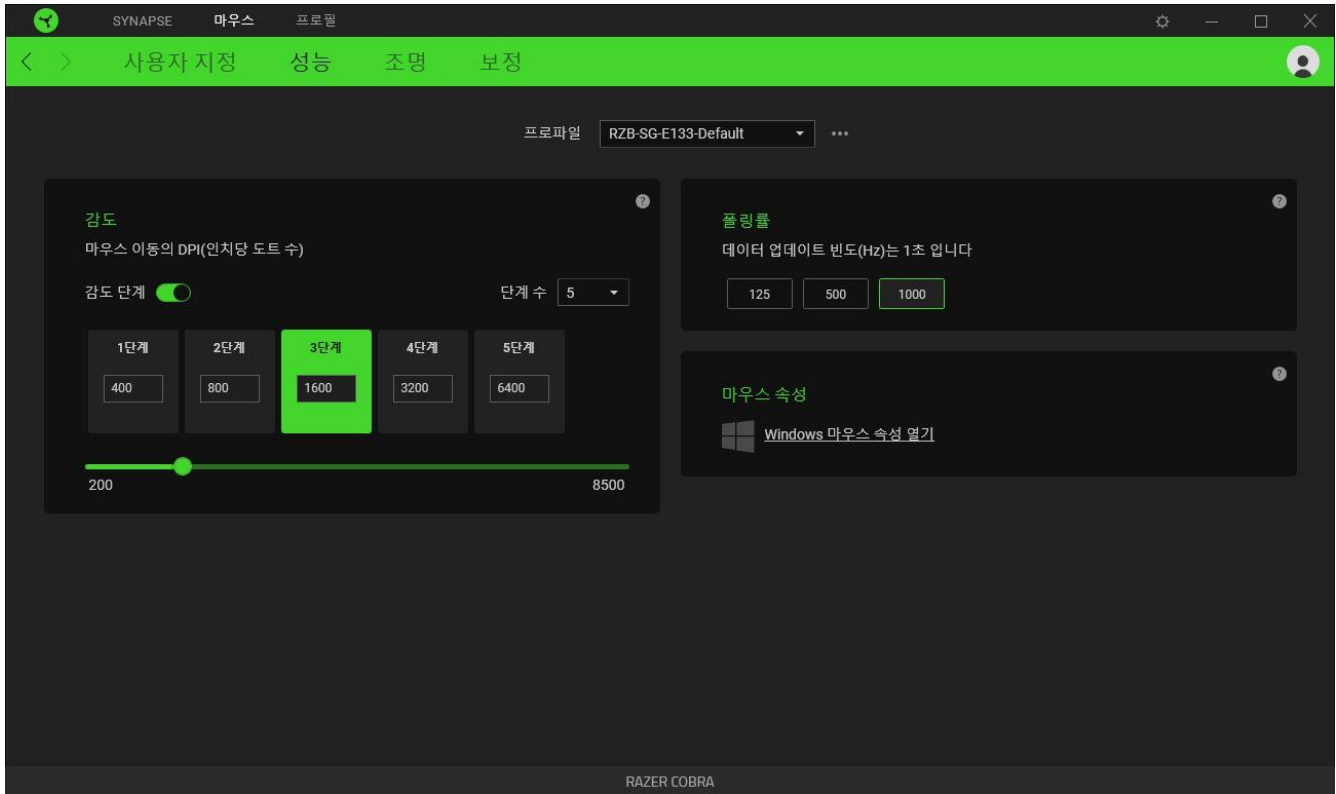 SYNAPSE 마우스 프로필
사용자 지정 성능 조명 보정
프로파일 RZB-SG-E133-Default
감도
마우스 이동의 DPI(인치당 도트 수)
감도 단계 단계 수 5
1단계 2단계 3단계 4단계 5단계
400 800 1600 3200 6400
200 8500
폴링률
데이터 업데이트 빈도(Hz)는 1초 입니다
125 500 1000
마우스 속성
Windows 마우스 속성 열기
RAZER COBRA